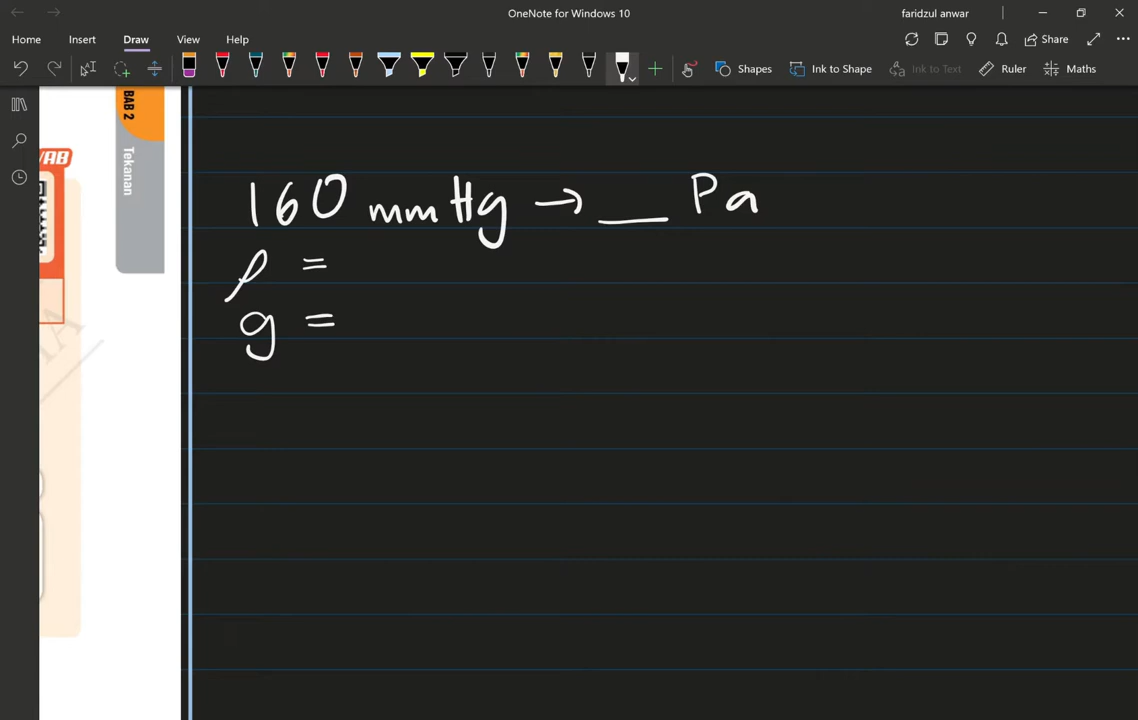 OneNote for Windows 10
faridzul anwar
Home Insert Draw View Help
Share
Shapes Ink to Shape Ink to Text Ruler Maths
BAB 2
Tekanan
160 mmHg → ___ Pa
ρ =
g =